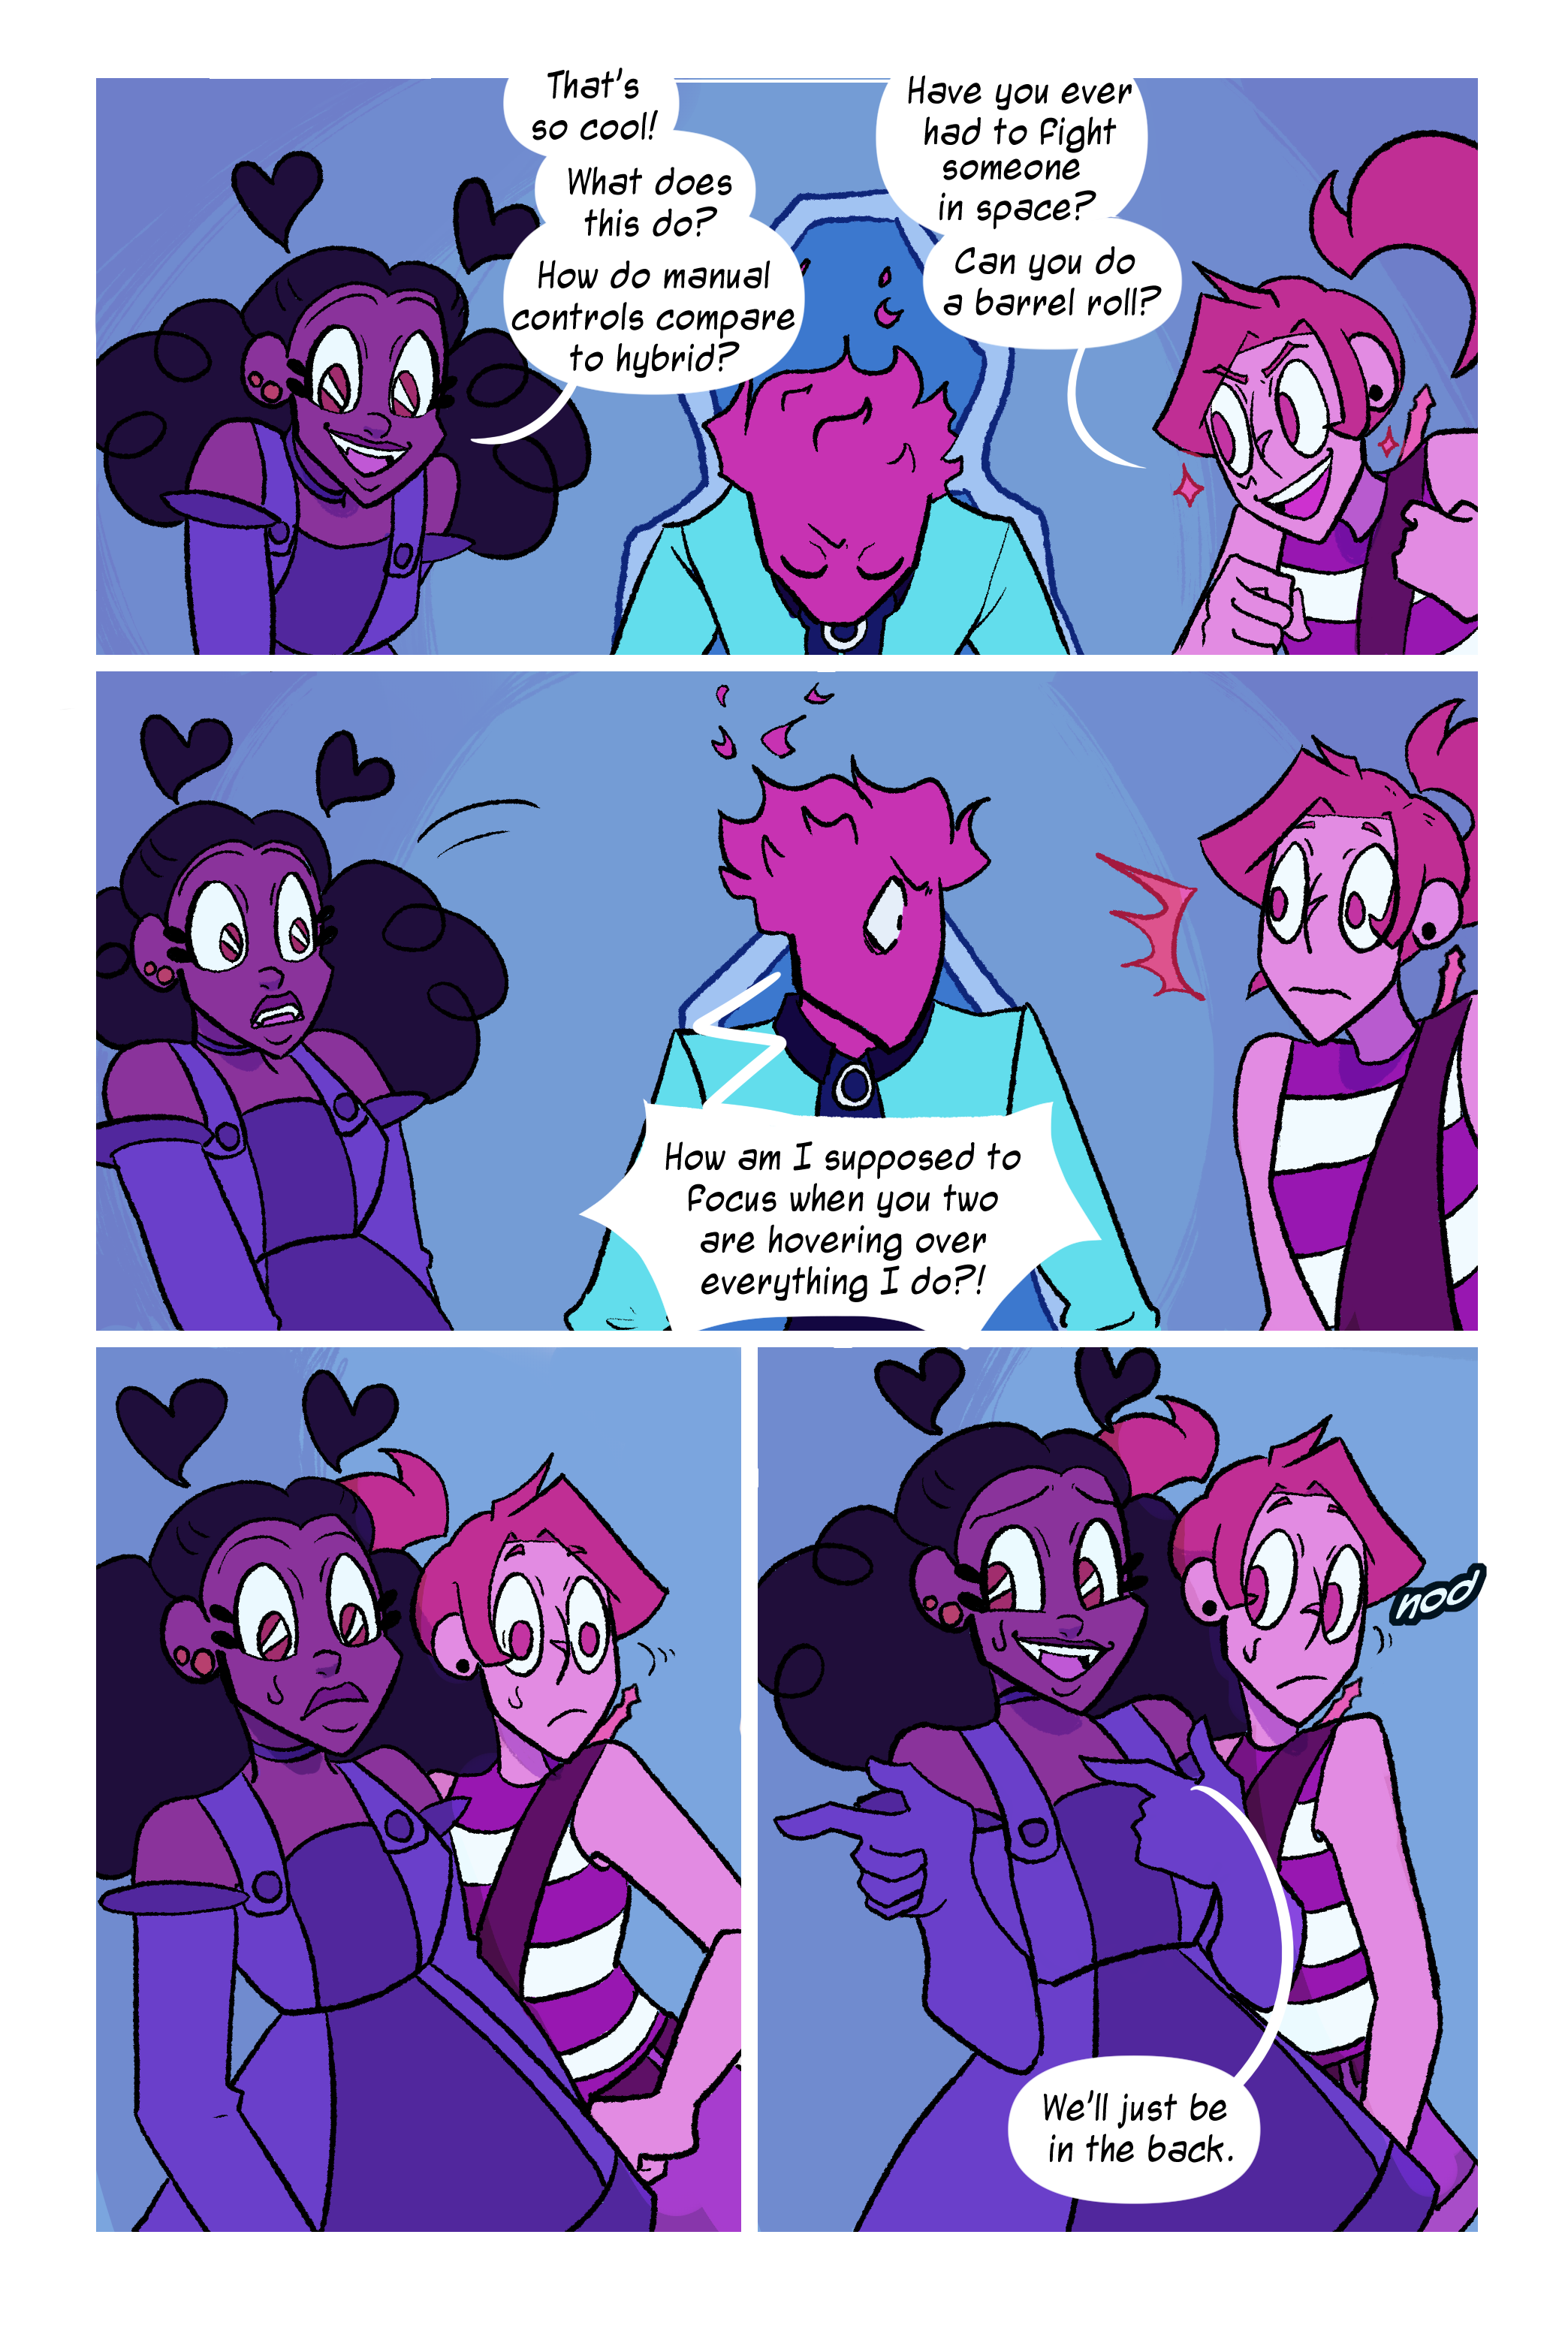 That's
so cool!
What does
this do?
How do manual
controls compare
to hybrid?
Have you ever
had to fight
someone
in space?
Can you do
a barrel roll?
How am I supposed to
focus when you two
are hovering over
everything I do?!
nod
We'll just be
in the back.